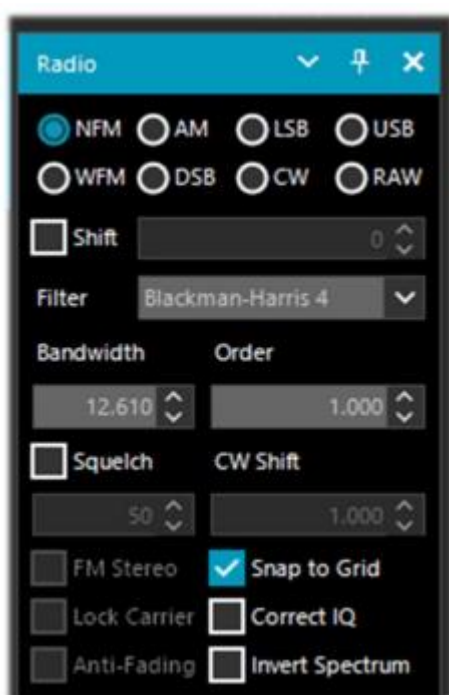 Radio
NFM AM LSB USB
WFM DSB CW RAW
Shift 0
Filter Blackman-Harris 4
Bandwidth Order
12.610 1.000
Squelch CW Shift
50 1.000
FM Stereo Snap to Grid
Lock Carrier Correct IQ
Anti-Fading Invert Spectrum